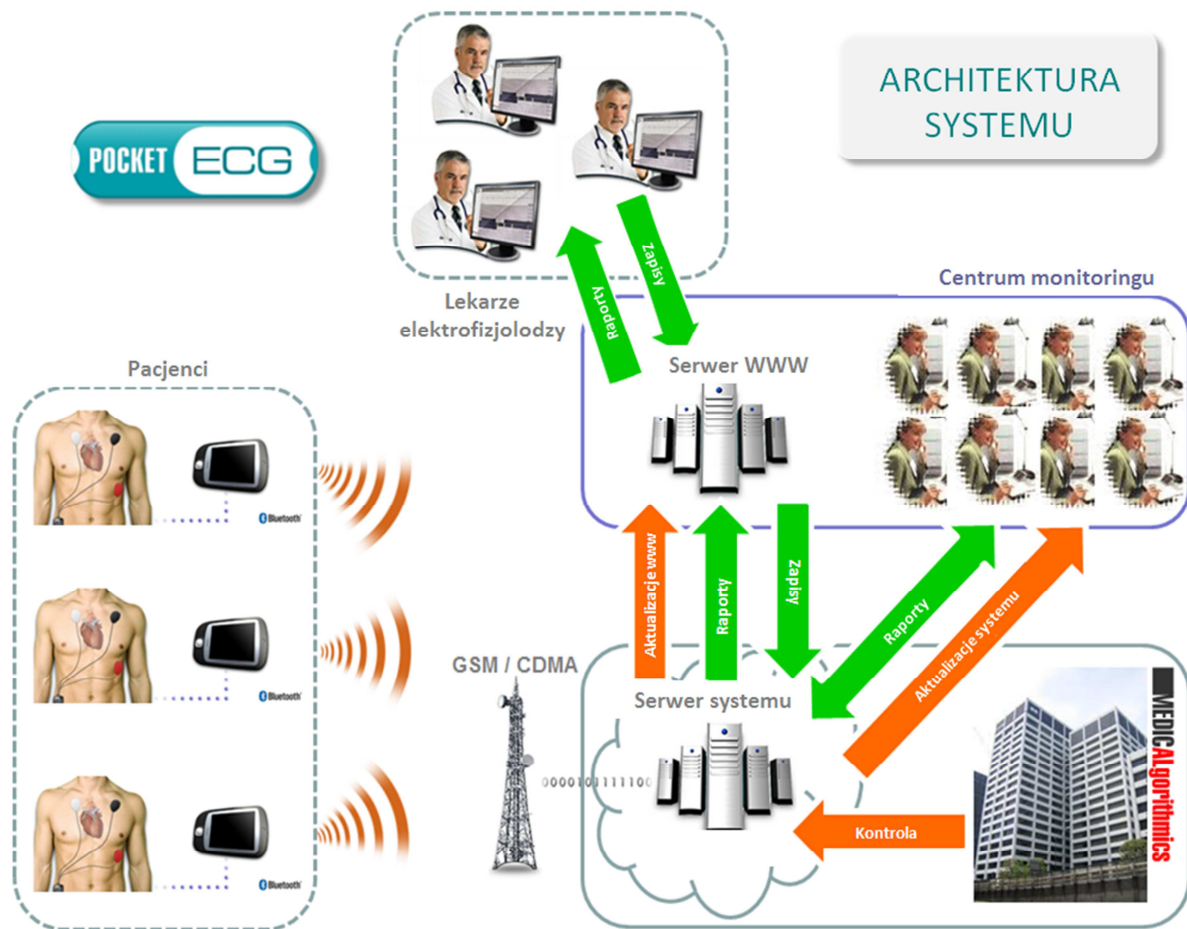 ARCHITEKTURA
SYSTEMU
POCKET ECG
Zapisy
Raporty
Lekarze
elektrofizjolodzy
Centrum monitoringu
Serwer WWW
Pacjenci
Bluetooth
Bluetooth
Bluetooth
Aktualizacje www
Raporty
Zapisy
Raporty
Aktualizacje systemu
GSM / CDMA
Serwer systemu
0000101111100
Kontrola
MEDICALgorithmics